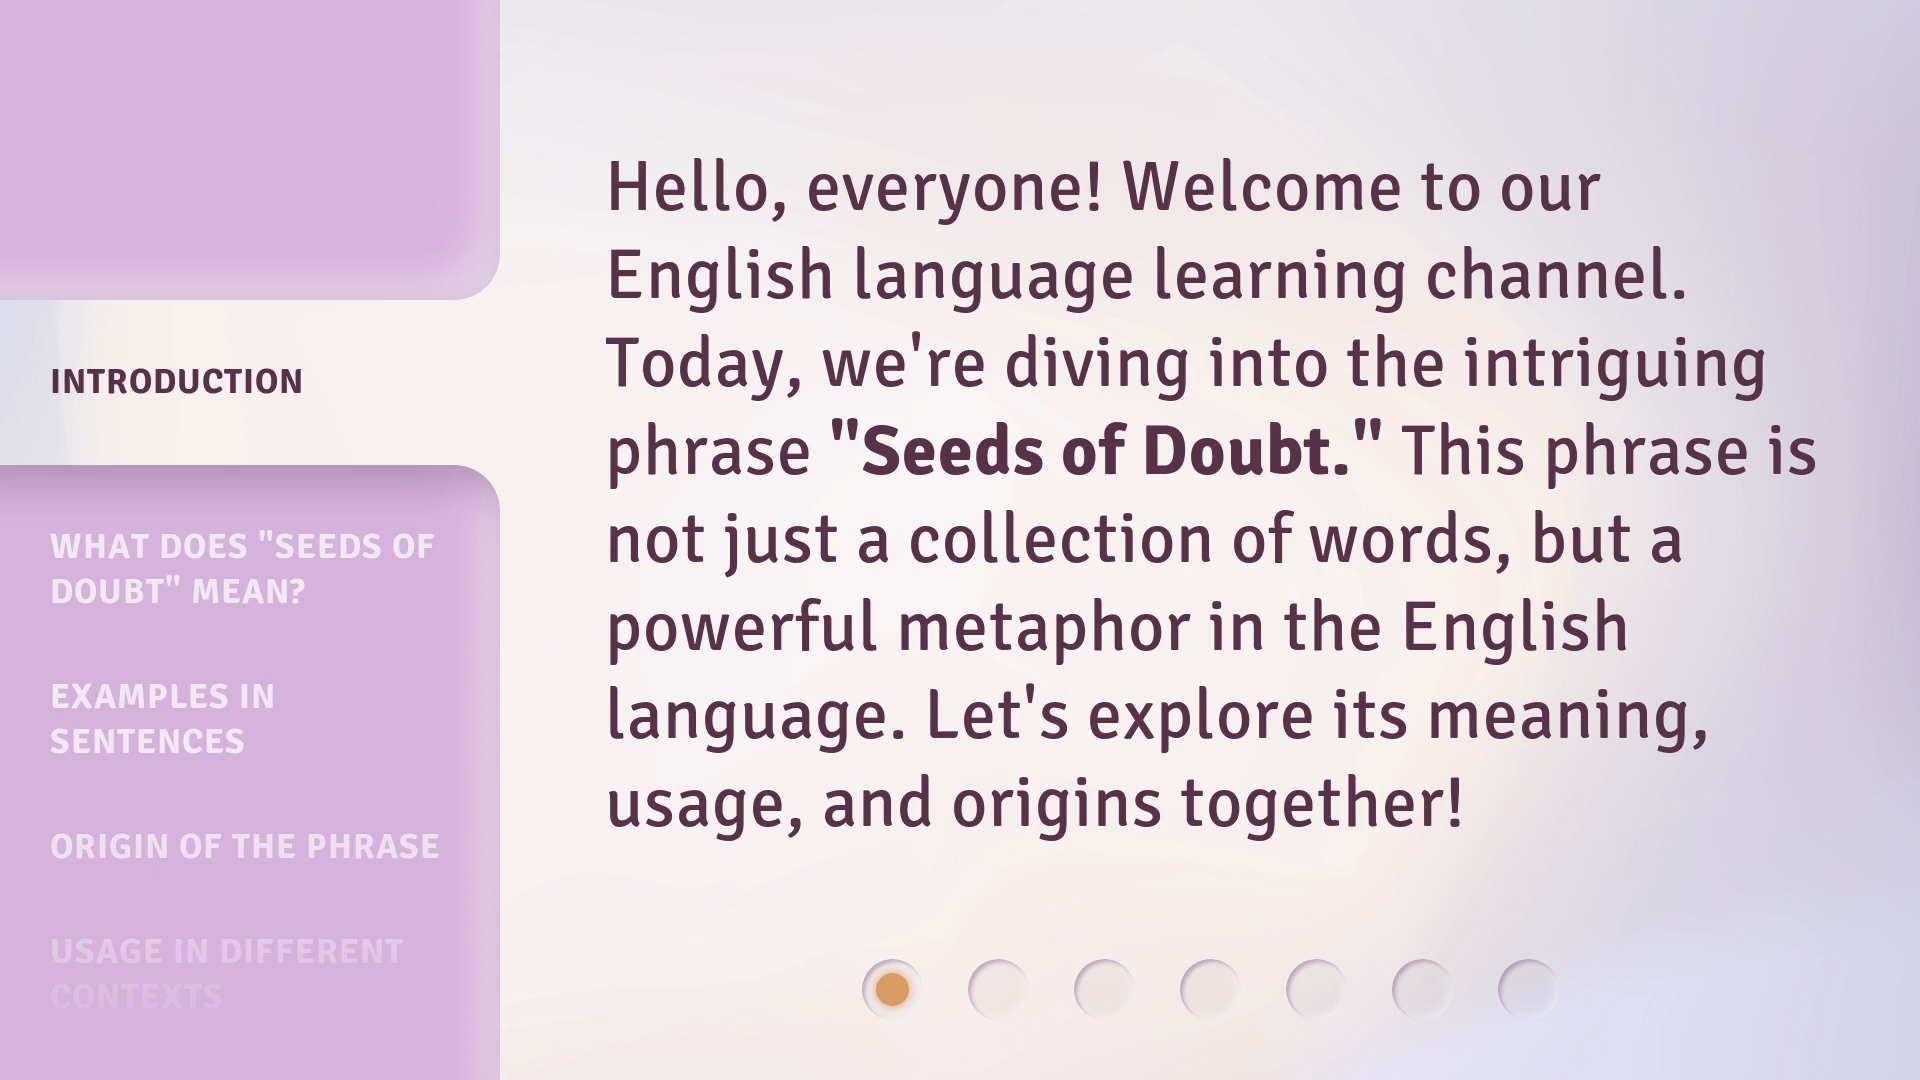 INTRODUCTION
WHAT DOES "SEEDS OF
DOUBT" MEAN?
EXAMPLES IN
SENTENCES
ORIGIN OF THE PHRASE
USAGE IN DIFFERENT
CONTEXTS
Hello, everyone! Welcome to our
English language learning channel.
Today, we're diving into the intriguing
phrase "Seeds of Doubt." This phrase is
not just a collection of words, but a
powerful metaphor in the English
language. Let's explore its meaning,
usage, and origins together!